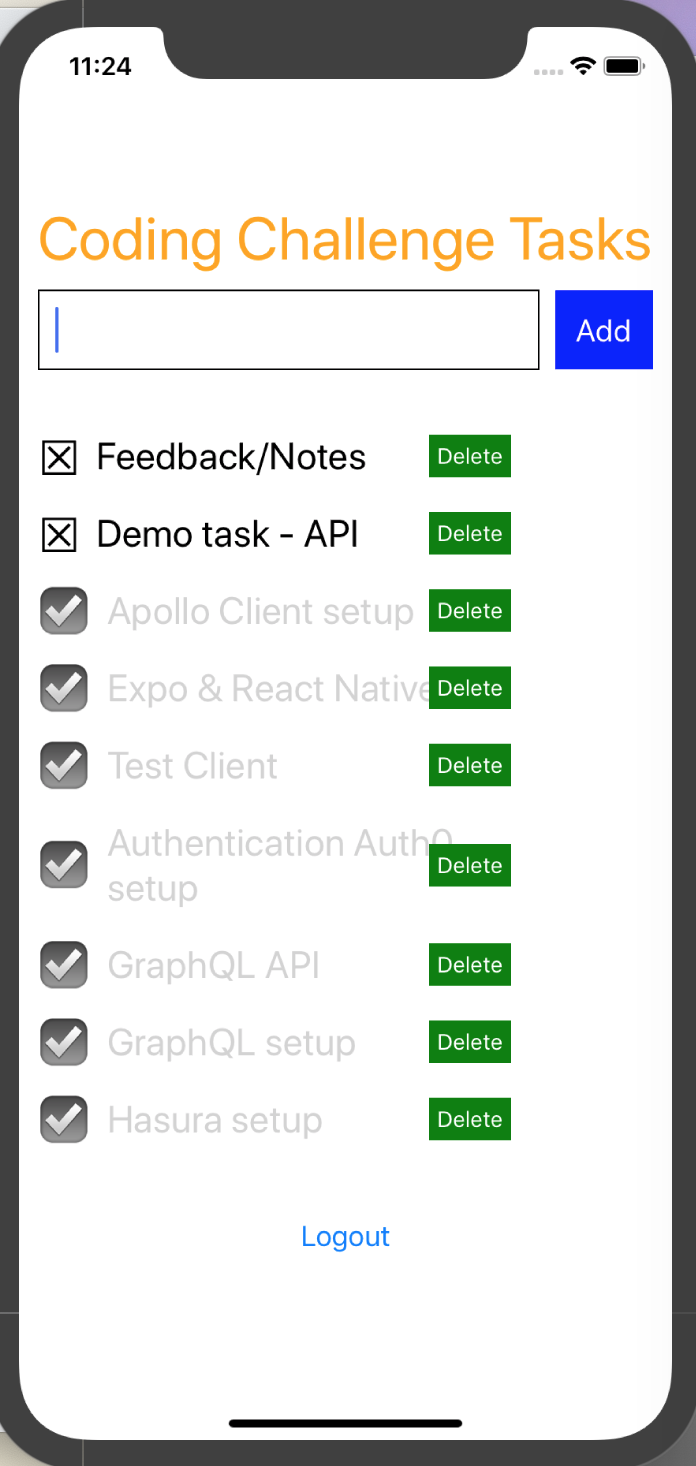 11:24
Coding Challenge Tasks
Add
Feedback/Notes Delete
Demo task - API Delete
Apollo Client setup Delete
Expo & React Native Delete
Test Client Delete
Authentication Auth0
setup Delete
GraphQL API Delete
GraphQL setup Delete
Hasura setup Delete
Logout